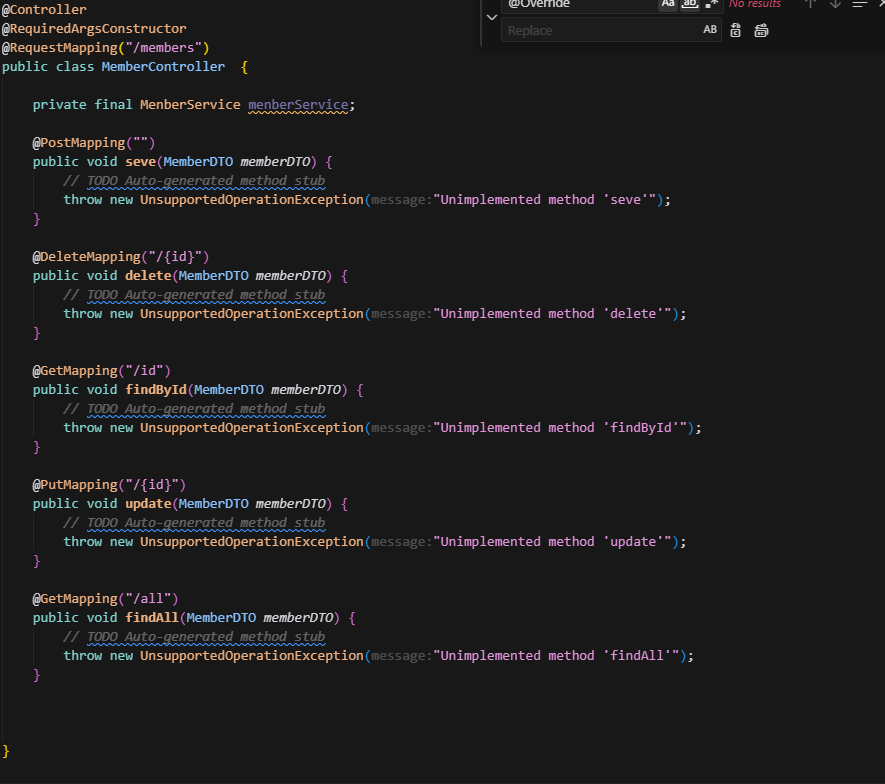 @Override
Aa
ab
.*
No results
Replace
AB
@Controller
@RequiredArgsConstructor
@RequestMapping("/members")
public class MemberController  {
    private final MenberService menberService;
    @PostMapping("")
    public void seve(MemberDTO memberDTO) {
        // TODO Auto-generated method stub
        throw new UnsupportedOperationException(message:"Unimplemented method 'seve'");
    }
    @DeleteMapping("/{id}")
    public void delete(MemberDTO memberDTO) {
        // TODO Auto-generated method stub
        throw new UnsupportedOperationException(message:"Unimplemented method 'delete'");
    }
    @GetMapping("/id")
    public void findById(MemberDTO memberDTO) {
        // TODO Auto-generated method stub
        throw new UnsupportedOperationException(message:"Unimplemented method 'findById'");
    }
    @PutMapping("/{id}")
    public void update(MemberDTO memberDTO) {
        // TODO Auto-generated method stub
        throw new UnsupportedOperationException(message:"Unimplemented method 'update'");
    }
    @GetMapping("/all")
    public void findAll(MemberDTO memberDTO) {
        // TODO Auto-generated method stub
        throw new UnsupportedOperationException(message:"Unimplemented method 'findAll'");
    }
}